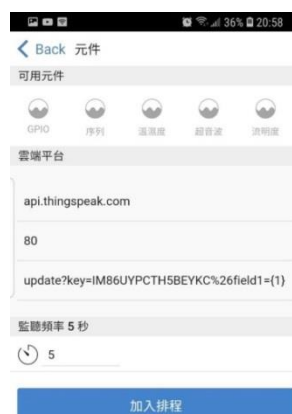 36% 20:58
Back 元件
可用元件
GPIO 序列 溫濕度 超音波 流明度
雲端平台
api.thingspeak.com
80
update?key=IM86UYPCTH5BEYKC%26field1={1}
監聽頻率 5 秒
5
加入排程